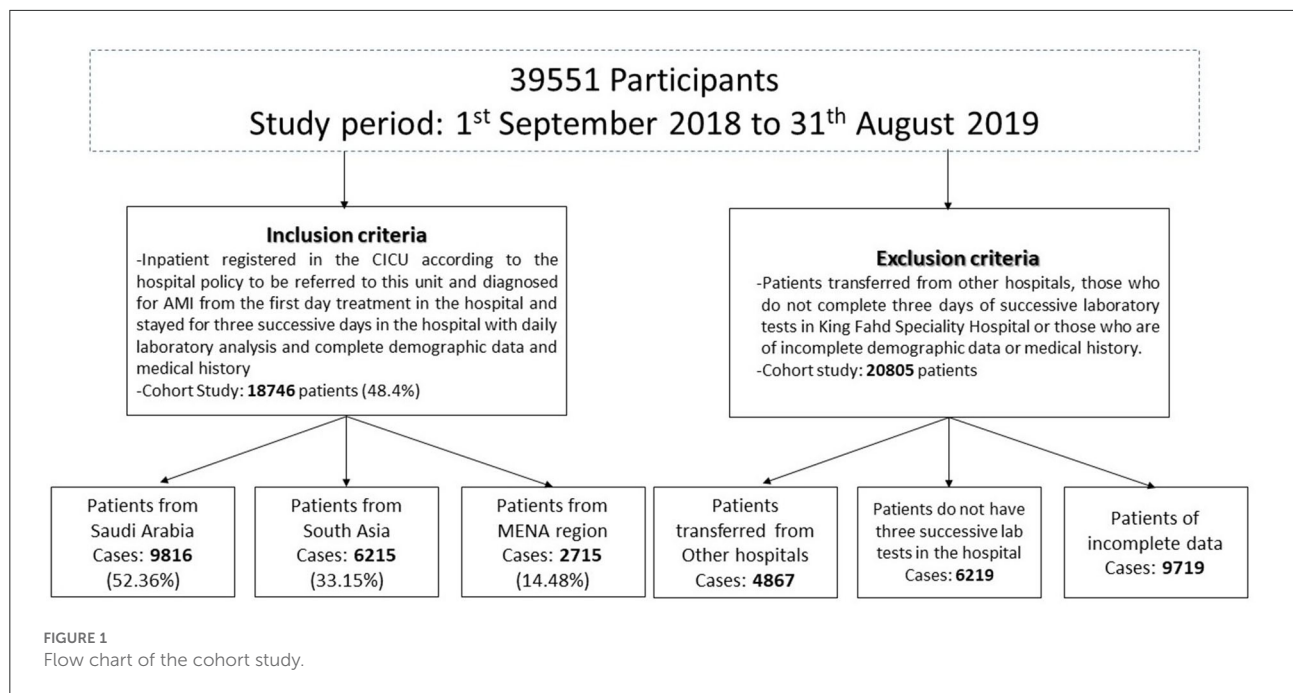 39551 Participants
Study period: 1st September 2018 to 31th August 2019
Inclusion criteria
-Inpatient registered in the CICU according to the
hospital policy to be referred to this unit and diagnosed
for AMI from the first day treatment in the hospital and
stayed for three successive days in the hospital with daily
laboratory analysis and complete demographic data and
medical history
-Cohort Study: 18746 patients (48.4%)
Exclusion criteria
-Patients transferred from other hospitals, those who
do not complete three days of successive laboratory
tests in King Fahd Speciality Hospital or those who are
of incomplete demographic data or medical history.
-Cohort study: 20805 patients
Patients from
Saudi Arabia
Cases: 9816
(52.36%)
Patients from
South Asia
Cases: 6215
(33.15%)
Patients from
MENA region
Cases: 2715
(14.48%)
Patients
transferred from
Other hospitals
Cases: 4867
Patients do not have
three successive lab
tests in the hospital
Cases: 6219
Patients of
incomplete data
Cases: 9719
FIGURE 1
Flow chart of the cohort study.